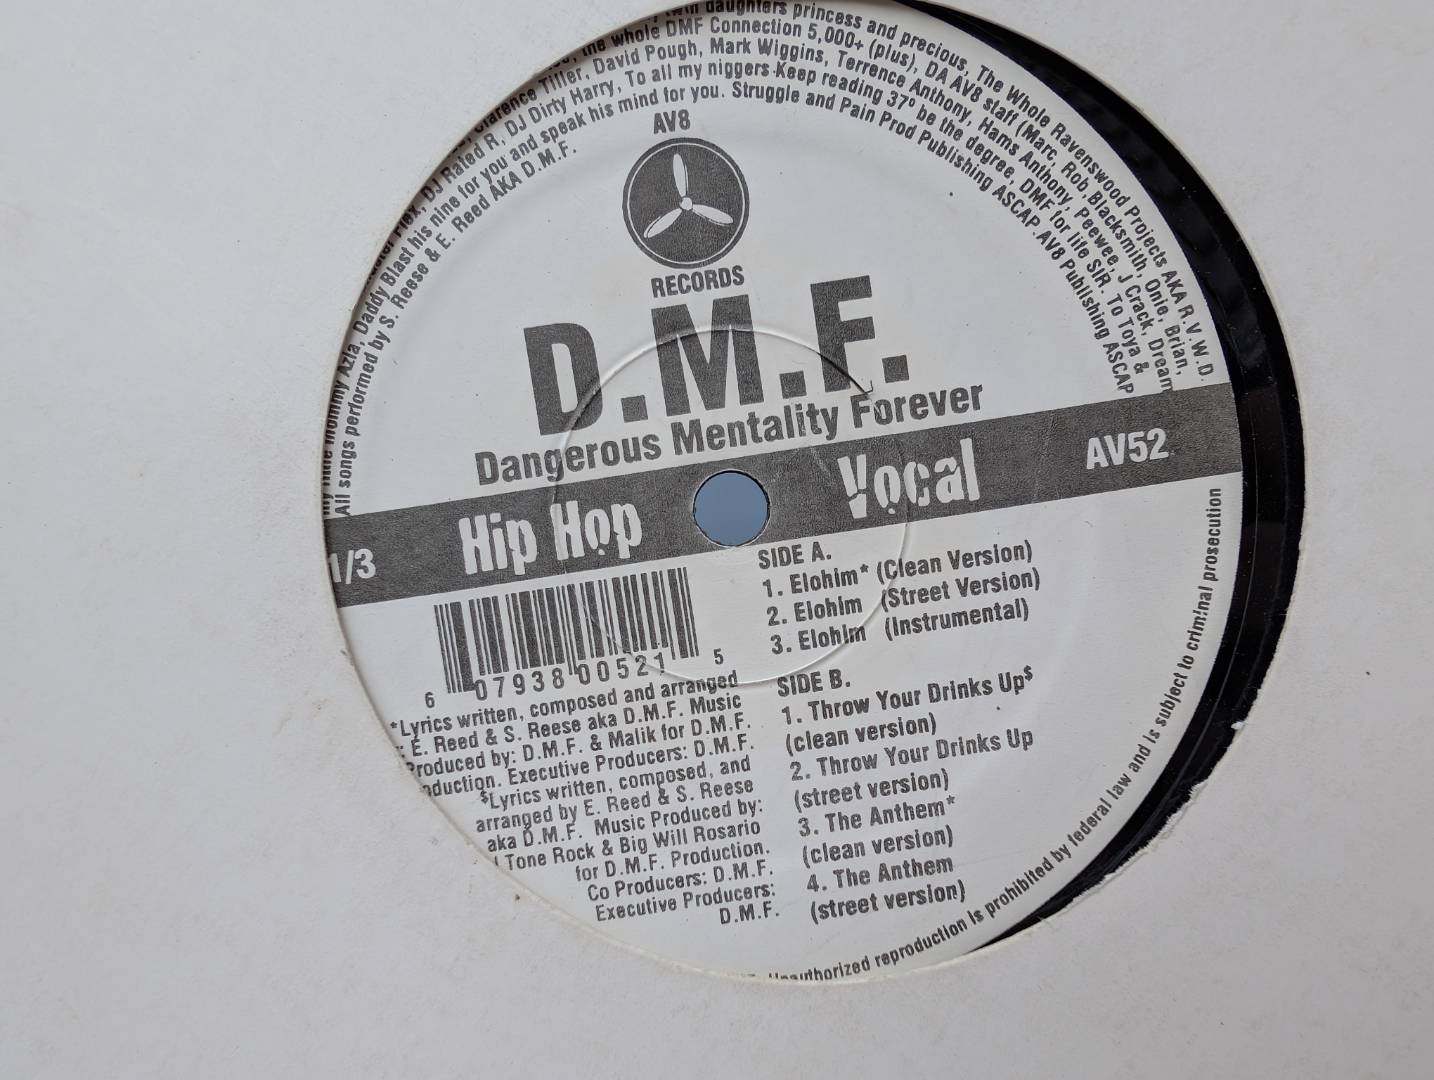 twin daughters princess and precious, The Whole Ravenswood Projects AKA R.V.W.D.
the whole DMF Connection 5,000+ (plus), DA AV8 staff (Marc, Rob, Blacksmith, Onie, Brian,
Clarence Tiller, David Pough, Mark Wiggins, Terrence Anthony, Hams Anthony, Peewee, J Crack, Dream
Flex, DJ Rated R, DJ Dirty Harry, To all my niggers-Keep reading 37º be the degree, DMF for life SIR. To Toya &
my little mommy Azia, Daddy Blast his nine for you and speak his mind for you. Struggle and Pain Prod Publishing ASCAP. AV8 Publishing ASCAP
All songs performed by S. Reese & E. Reed AKA D.M.F.
AV8
RECORDS
D.M.F.
Dangerous Mentality Forever
1/3 Hip Hop Vocal AV52
SIDE A.
1. Elohim* (Clean Version)
2. Elohim (Street Version)
3. Elohim (Instrumental)
6 07938 00521 5
SIDE B.
1. Throw Your Drinks Up$
(clean version)
2. Throw Your Drinks Up
(street version)
3. The Anthem*
(clean version)
4. The Anthem
(street version)
*Lyrics written, composed and arranged
: E. Reed & S. Reese aka D.M.F. Music
Produced by: D.M.F. & Malik for D.M.F.
oduction. Executive Producers: D.M.F.
$Lyrics written, composed, and
arranged by E. Reed & S. Reese
aka D.M.F. Music Produced by:
Tone Rock & Big Will Rosario
for D.M.F. Production.
Co Producers: D.M.F.
Executive Producers:
D.M.F.
Unauthorized reproduction is prohibited by federal law and is subject to criminal prosecution